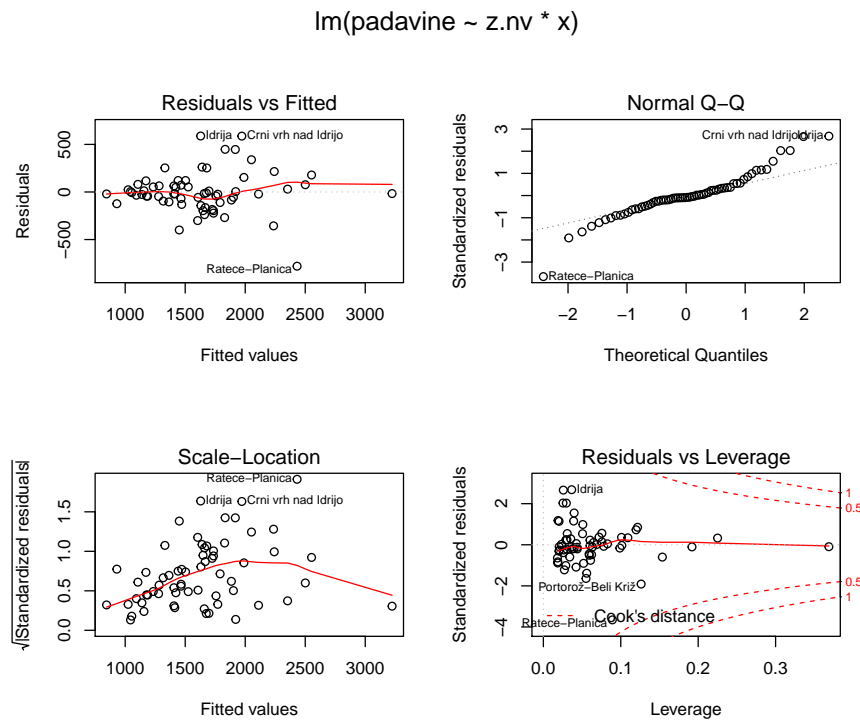 lm(padavine ~ z.nv * x)
Residuals vs Fitted
Residuals
500
0
−500
Idrija
Crni vrh nad Idrijo
Ratece−Planica
1000 1500 2000 2500 3000
Fitted values
Normal Q−Q
Standardized residuals
3
1
−1
−3
Crni vrh nad Idrijo
Idrija
Ratece−Planica
−2 −1 0 1 2
Theoretical Quantiles
Scale−Location
√|Standardized residuals|
1.5
1.0
0.5
0.0
Ratece−Planica
Idrija
Crni vrh nad Idrijo
1000 1500 2000 2500 3000
Fitted values
Residuals vs Leverage
Standardized residuals
2
0
−2
−4
Idrija
Portorož−Beli Križ
Cook's distance
Ratece−Planica
1
0.5
0.5
1
0.0 0.1 0.2 0.3
Leverage